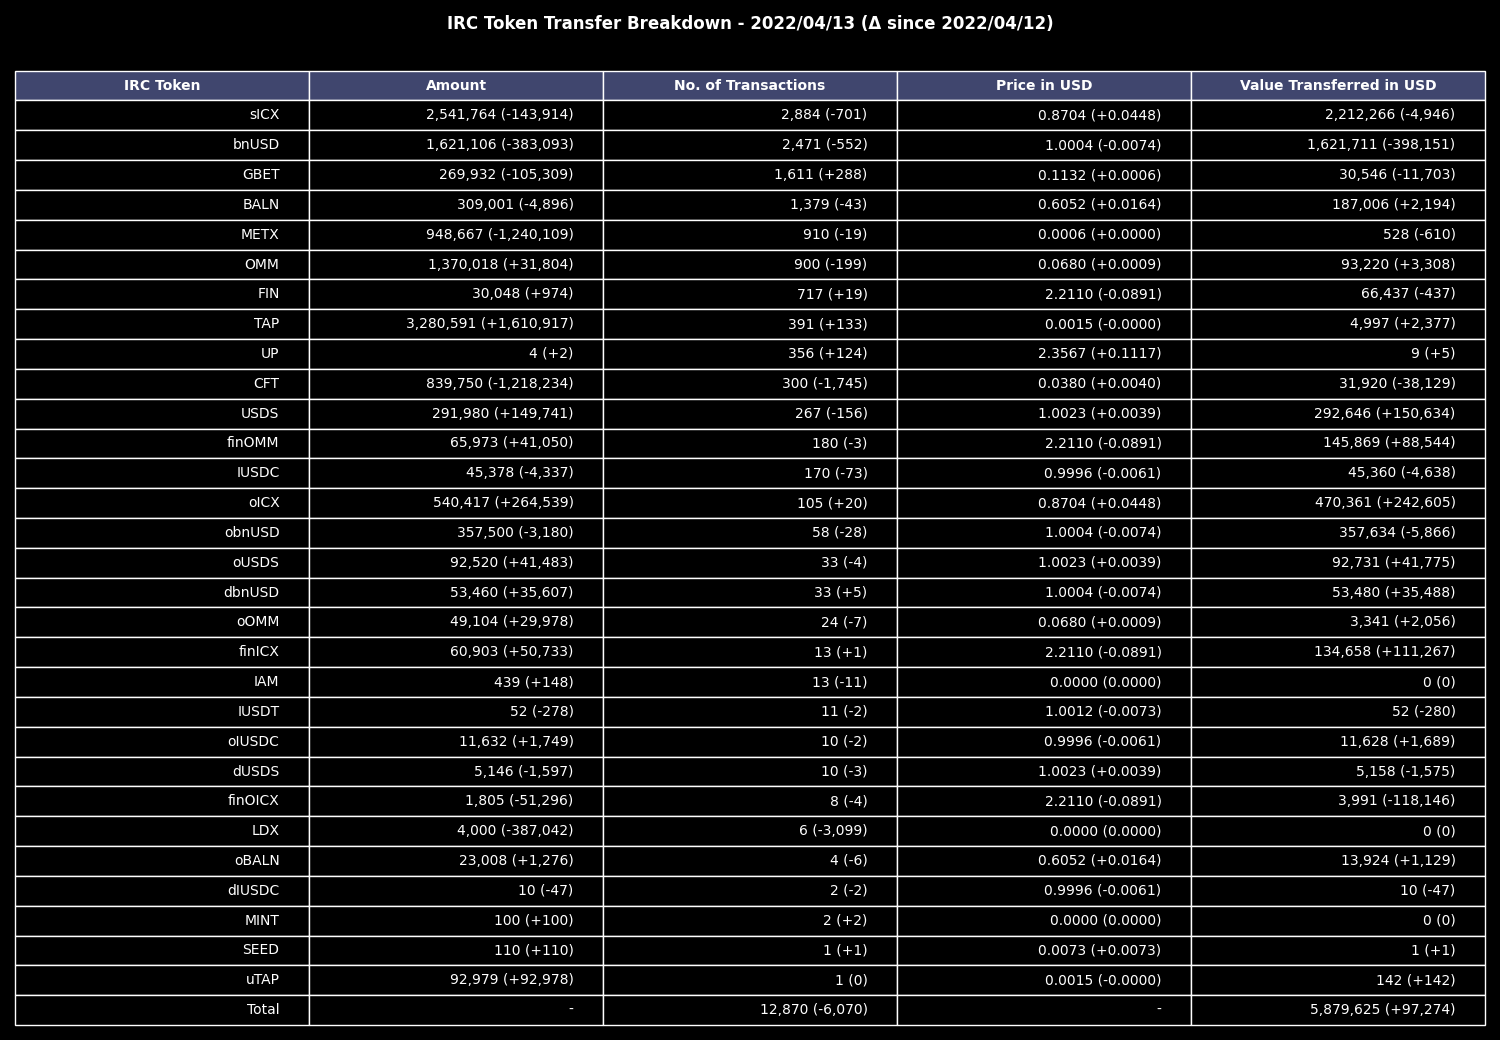 IRC Token Transfer Breakdown - 2022/04/13 (Δ since 2022/04/12)
IRC Token Amount No. of Transactions Price in USD Value Transferred in USD
sICX 2,541,764 (-143,914) 2,884 (-701) 0.8704 (+0.0448) 2,212,266 (-4,946)
bnUSD 1,621,106 (-383,093) 2,471 (-552) 1.0004 (-0.0074) 1,621,711 (-398,151)
GBET 269,932 (-105,309) 1,611 (+288) 0.1132 (+0.0006) 30,546 (-11,703)
BALN 309,001 (-4,896) 1,379 (-43) 0.6052 (+0.0164) 187,006 (+2,194)
METX 948,667 (-1,240,109) 910 (-19) 0.0006 (+0.0000) 528 (-610)
OMM 1,370,018 (+31,804) 900 (-199) 0.0680 (+0.0009) 93,220 (+3,308)
FIN 30,048 (+974) 717 (+19) 2.2110 (-0.0891) 66,437 (-437)
TAP 3,280,591 (+1,610,917) 391 (+133) 0.0015 (-0.0000) 4,997 (+2,377)
UP 4 (+2) 356 (+124) 2.3567 (+0.1117) 9 (+5)
CFT 839,750 (-1,218,234) 300 (-1,745) 0.0380 (+0.0040) 31,920 (-38,129)
USDS 291,980 (+149,741) 267 (-156) 1.0023 (+0.0039) 292,646 (+150,634)
finOMM 65,973 (+41,050) 180 (-3) 2.2110 (-0.0891) 145,869 (+88,544)
IUSDC 45,378 (-4,337) 170 (-73) 0.9996 (-0.0061) 45,360 (-4,638)
oICX 540,417 (+264,539) 105 (+20) 0.8704 (+0.0448) 470,361 (+242,605)
obnUSD 357,500 (-3,180) 58 (-28) 1.0004 (-0.0074) 357,634 (-5,866)
oUSDS 92,520 (+41,483) 33 (-4) 1.0023 (+0.0039) 92,731 (+41,775)
dbnUSD 53,460 (+35,607) 33 (+5) 1.0004 (-0.0074) 53,480 (+35,488)
oOMM 49,104 (+29,978) 24 (-7) 0.0680 (+0.0009) 3,341 (+2,056)
finICX 60,903 (+50,733) 13 (+1) 2.2110 (-0.0891) 134,658 (+111,267)
IAM 439 (+148) 13 (-11) 0.0000 (0.0000) 0 (0)
IUSDT 52 (-278) 11 (-2) 1.0012 (-0.0073) 52 (-280)
oIUSDC 11,632 (+1,749) 10 (-2) 0.9996 (-0.0061) 11,628 (+1,689)
dUSDS 5,146 (-1,597) 10 (-3) 1.0023 (+0.0039) 5,158 (-1,575)
finOICX 1,805 (-51,296) 8 (-4) 2.2110 (-0.0891) 3,991 (-118,146)
LDX 4,000 (-387,042) 6 (-3,099) 0.0000 (0.0000) 0 (0)
oBALN 23,008 (+1,276) 4 (-6) 0.6052 (+0.0164) 13,924 (+1,129)
dIUSDC 10 (-47) 2 (-2) 0.9996 (-0.0061) 10 (-47)
MINT 100 (+100) 2 (+2) 0.0000 (0.0000) 0 (0)
SEED 110 (+110) 1 (+1) 0.0073 (+0.0073) 1 (+1)
uTAP 92,979 (+92,978) 1 (0) 0.0015 (-0.0000) 142 (+142)
Total - 12,870 (-6,070) - 5,879,625 (+97,274)